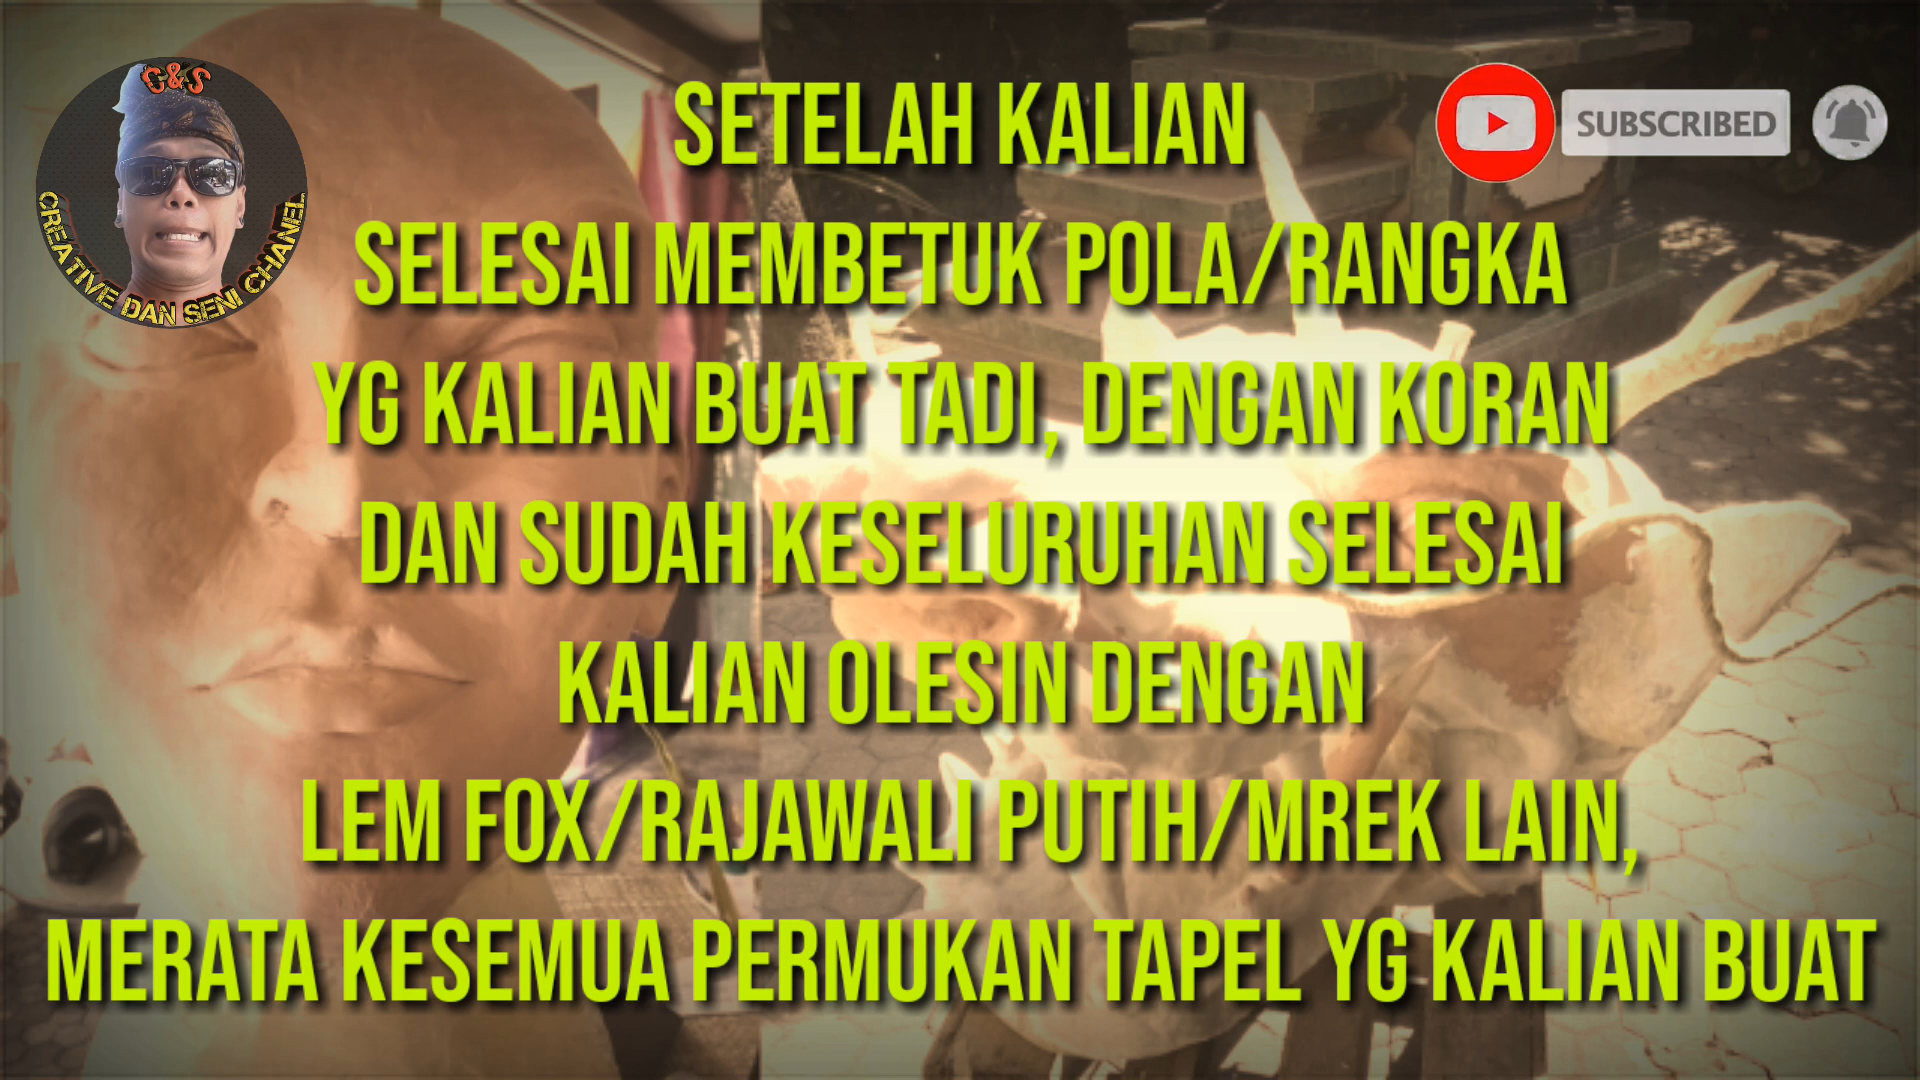 C&S
CREATIVE DAN SENI CHANEL
SUBSCRIBED
SETELAH KALIAN
SELESAI MEMBETUK POLA/RANGKA
YG KALIAN BUAT TADI, DENGAN KORAN
DAN SUDAH KESELURUHAN SELESAI
KALIAN OLESIN DENGAN
LEM FOX/RAJAWALI PUTIH/MREK LAIN,
MERATA KESEMUA PERMUKAN TAPEL YG KALIAN BUAT